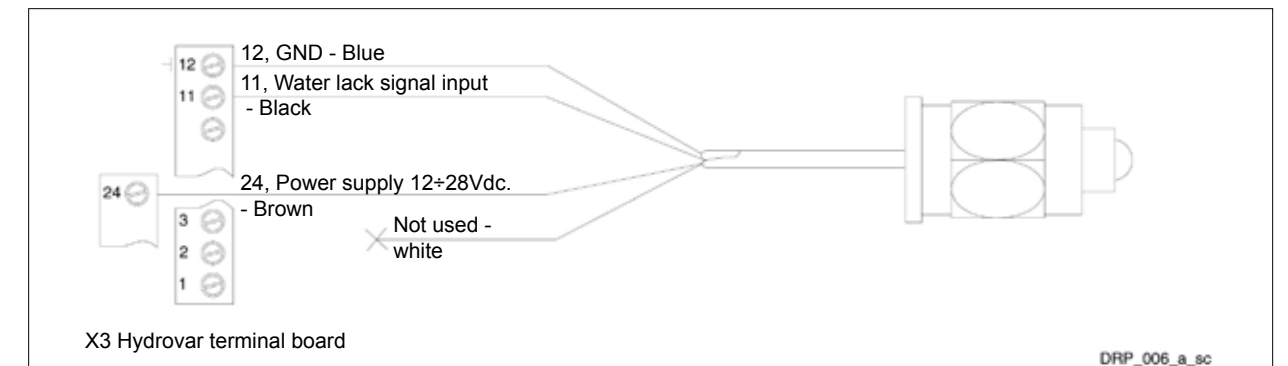 12
12, GND - Blue
11
11, Water lack signal input
- Black
24
24, Power supply 12÷28Vdc.
- Brown
3
Not used -
white
2
1
X3 Hydrovar terminal board
DRP_006_a_sc